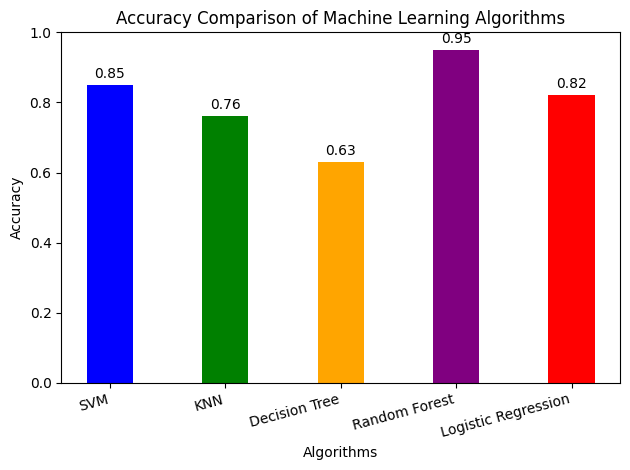 Accuracy Comparison of Machine Learning Algorithms
1.0
0.8
0.6
0.4
0.2
0.0
Accuracy
0.85
0.76
0.63
0.95
0.82
SVM
KNN
Decision Tree
Random Forest
Logistic Regression
Algorithms